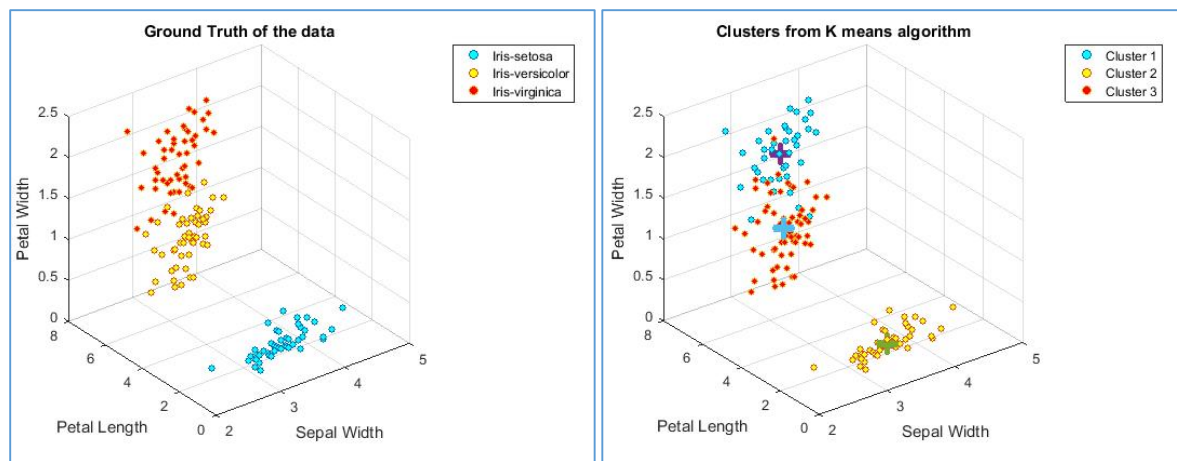 Ground Truth of the data
Iris-setosa
Iris-versicolor
Iris-virginica
2.5
2
1.5
1
0.5
0
Petal Width
8
6
4
2
0
Petal Length
2
3
4
5
Sepal Width
Clusters from K means algorithm
Cluster 1
Cluster 2
Cluster 3
2.5
2
1.5
1
0.5
0
Petal Width
8
6
4
2
0
Petal Length
2
3
4
5
Sepal Width